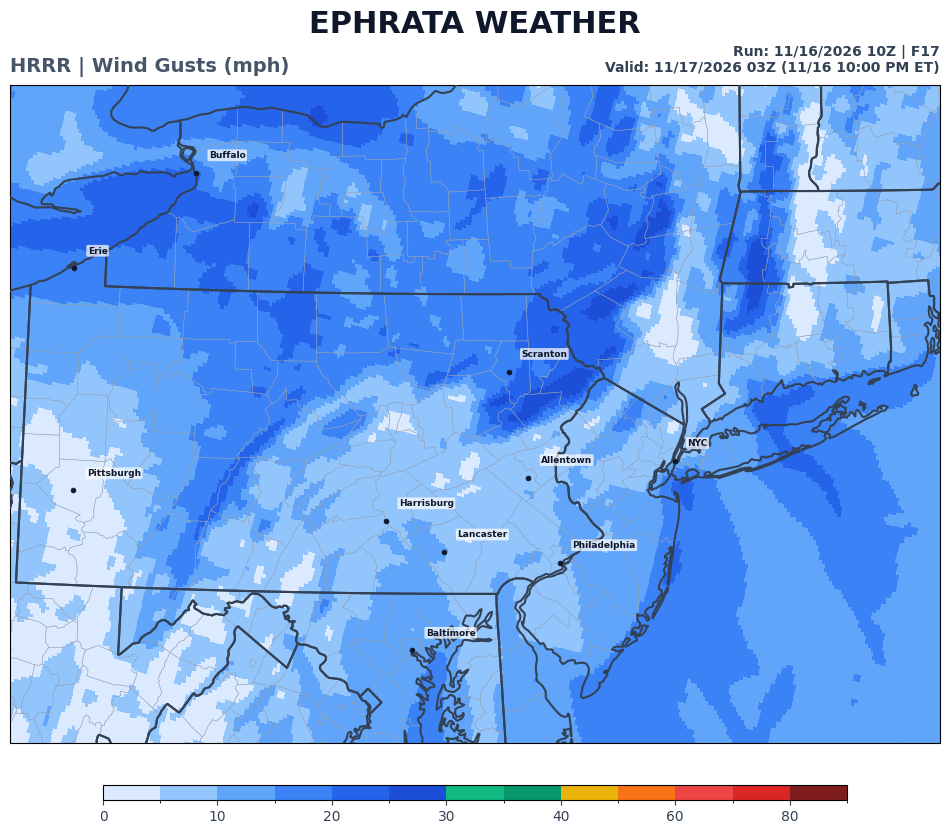 EPHRATA WEATHER
Run: 11/16/2026 10Z | F17
HRRR | Wind Gusts (mph)
Valid: 11/17/2026 03Z (11/16 10:00 PM ET)
Buffalo
Erie
Scranton
NYC
Allentown
Pittsburgh
Harrisburg
Lancaster
Philadelphia
Baltimore
0 10 20 30 40 60 80